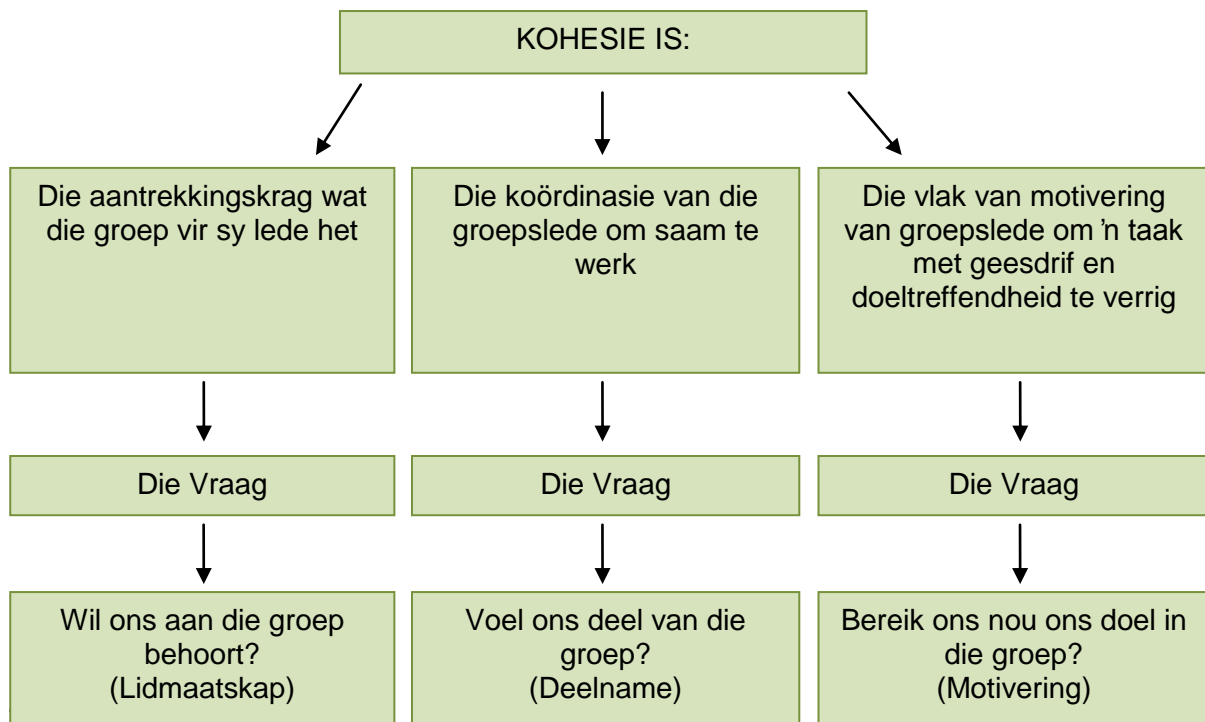 KOHESIE IS:
Die aantrekkingskrag wat
die groep vir sy lede het
Die koördinasie van die
groepslede om saam te
werk
Die vlak van motivering
van groepslede om 'n taak
met geesdrif en
doeltreffendheid te verrig
Die Vraag
Die Vraag
Die Vraag
Wil ons aan die groep
behoort?
(Lidmaatskap)
Voel ons deel van die
groep?
(Deelname)
Bereik ons nou ons doel in
die groep?
(Motivering)